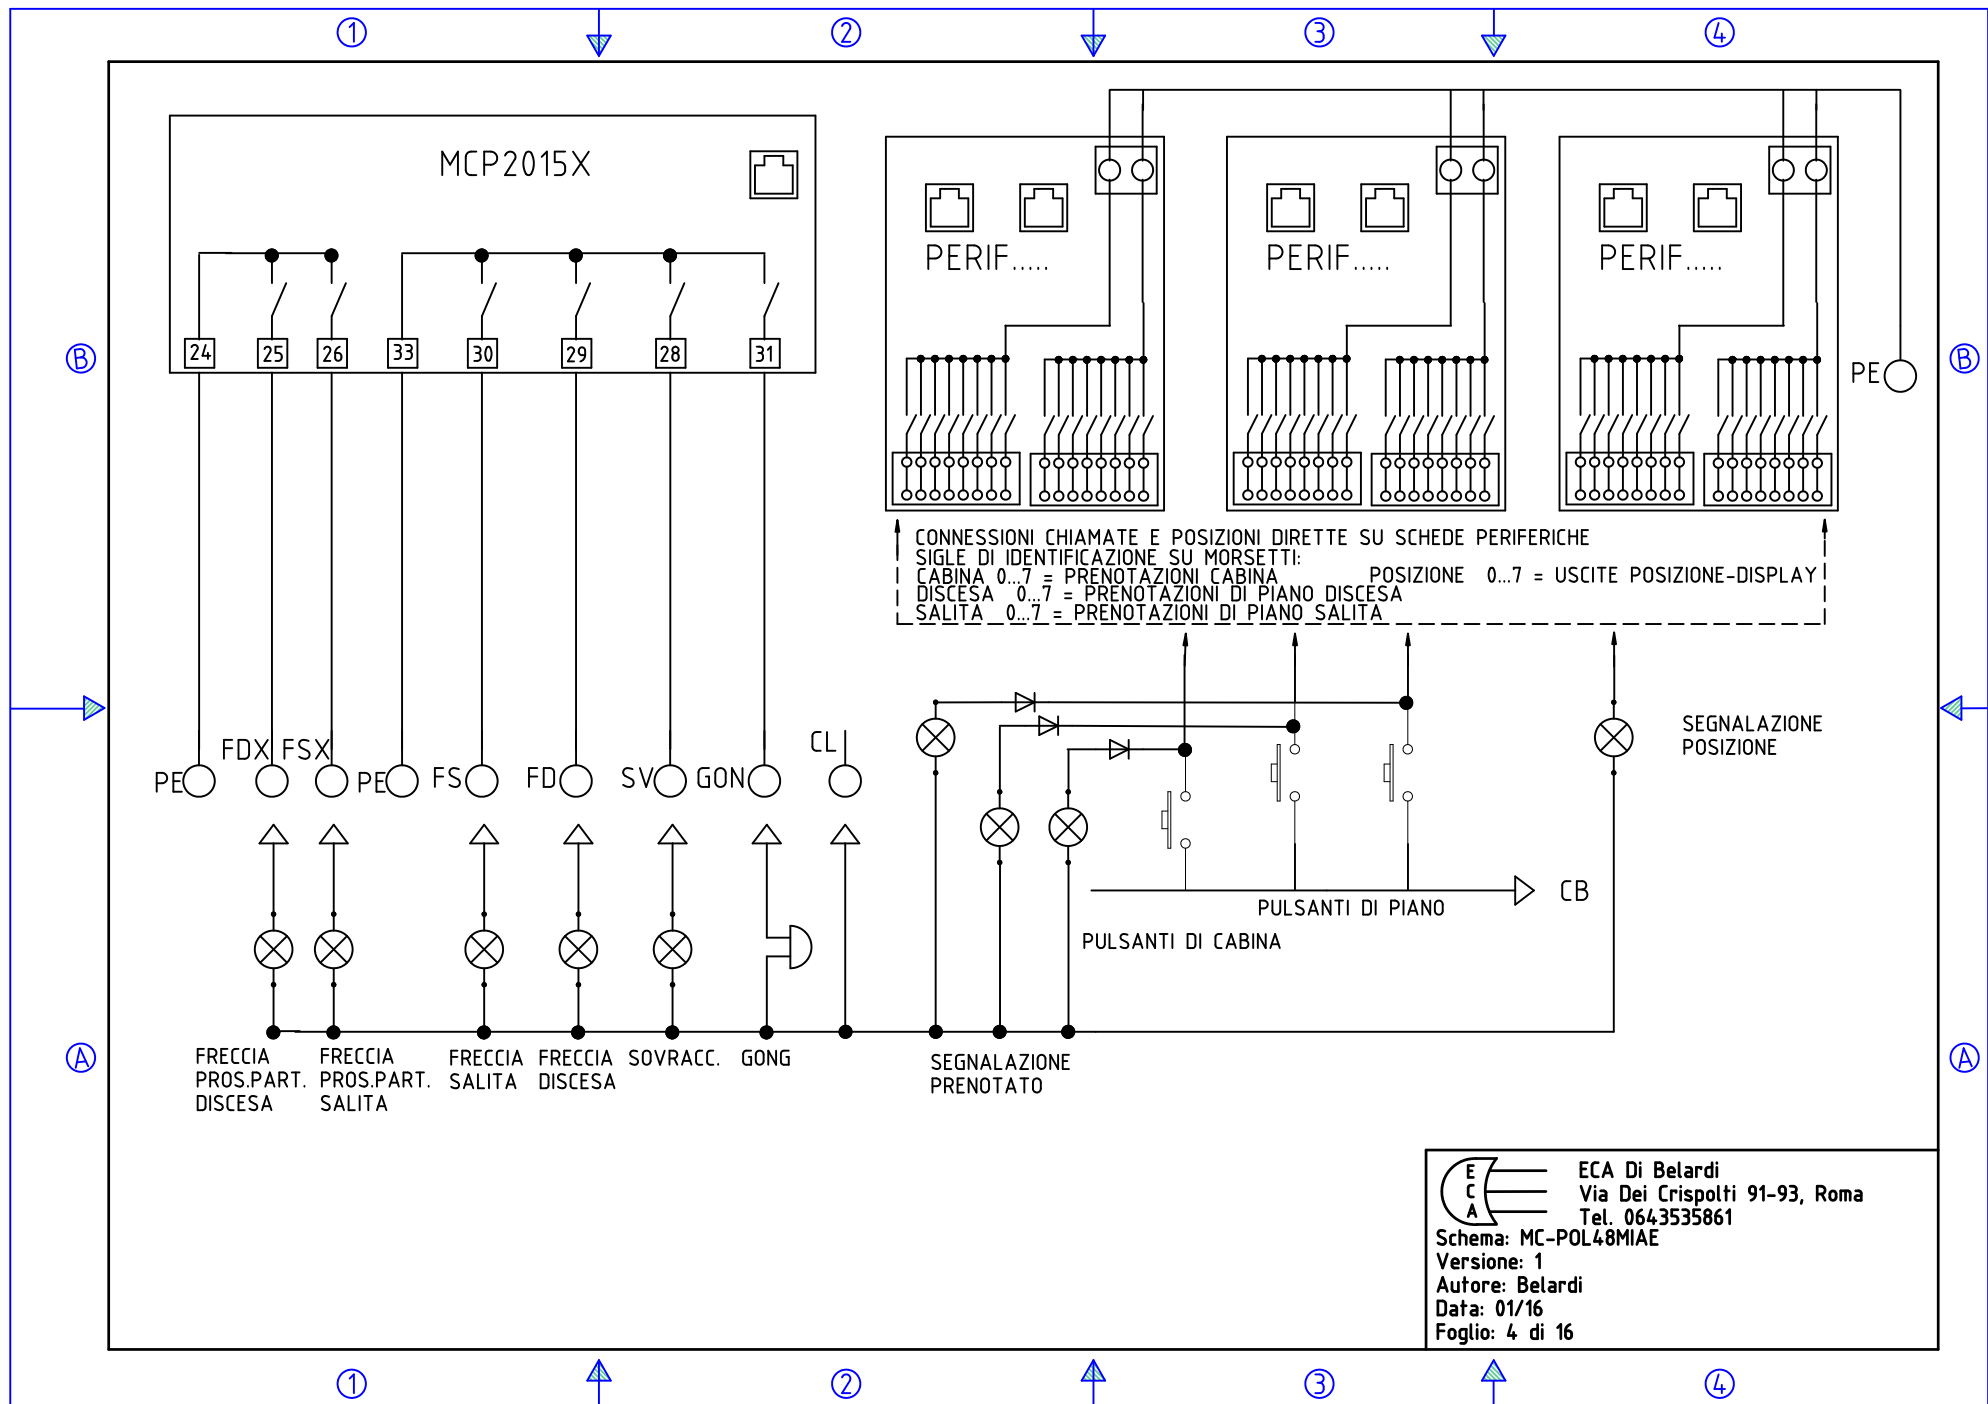 1 2 3 4
MCP2015X
PERIF.....
PERIF.....
PERIF.....
24 25 26 33 30 29 28 31
B
B
PE
CONNESSIONI CHIAMATE E POSIZIONI DIRETTE SU SCHEDE PERIFERICHE
SIGLE DI IDENTIFICAZIONE SU MORSETTI:
CABINA 0...7 = PRENOTAZIONI CABINA POSIZIONE 0...7 = USCITE POSIZIONE-DISPLAY
DISCESA 0...7 = PRENOTAZIONI DI PIANO DISCESA
SALITA 0...7 = PRENOTAZIONI DI PIANO SALITA
SEGNALAZIONE
POSIZIONE
PE FDX FSX PE FS FD SV GON CL
CB
PULSANTI DI PIANO
PULSANTI DI CABINA
A
A
FRECCIA
PROS.PART.
DISCESA
FRECCIA
PROS.PART.
SALITA
FRECCIA
SALITA
FRECCIA
DISCESA
SOVRACC.
GONG
SEGNALAZIONE
PRENOTATO
E
C
A
ECA Di Belardi
Via Dei Crispolti 91-93, Roma
Tel. 0643535861
Schema: MC-POL48MIAE
Versione: 1
Autore: Belardi
Data: 01/16
Foglio: 4 di 16
1 2 3 4